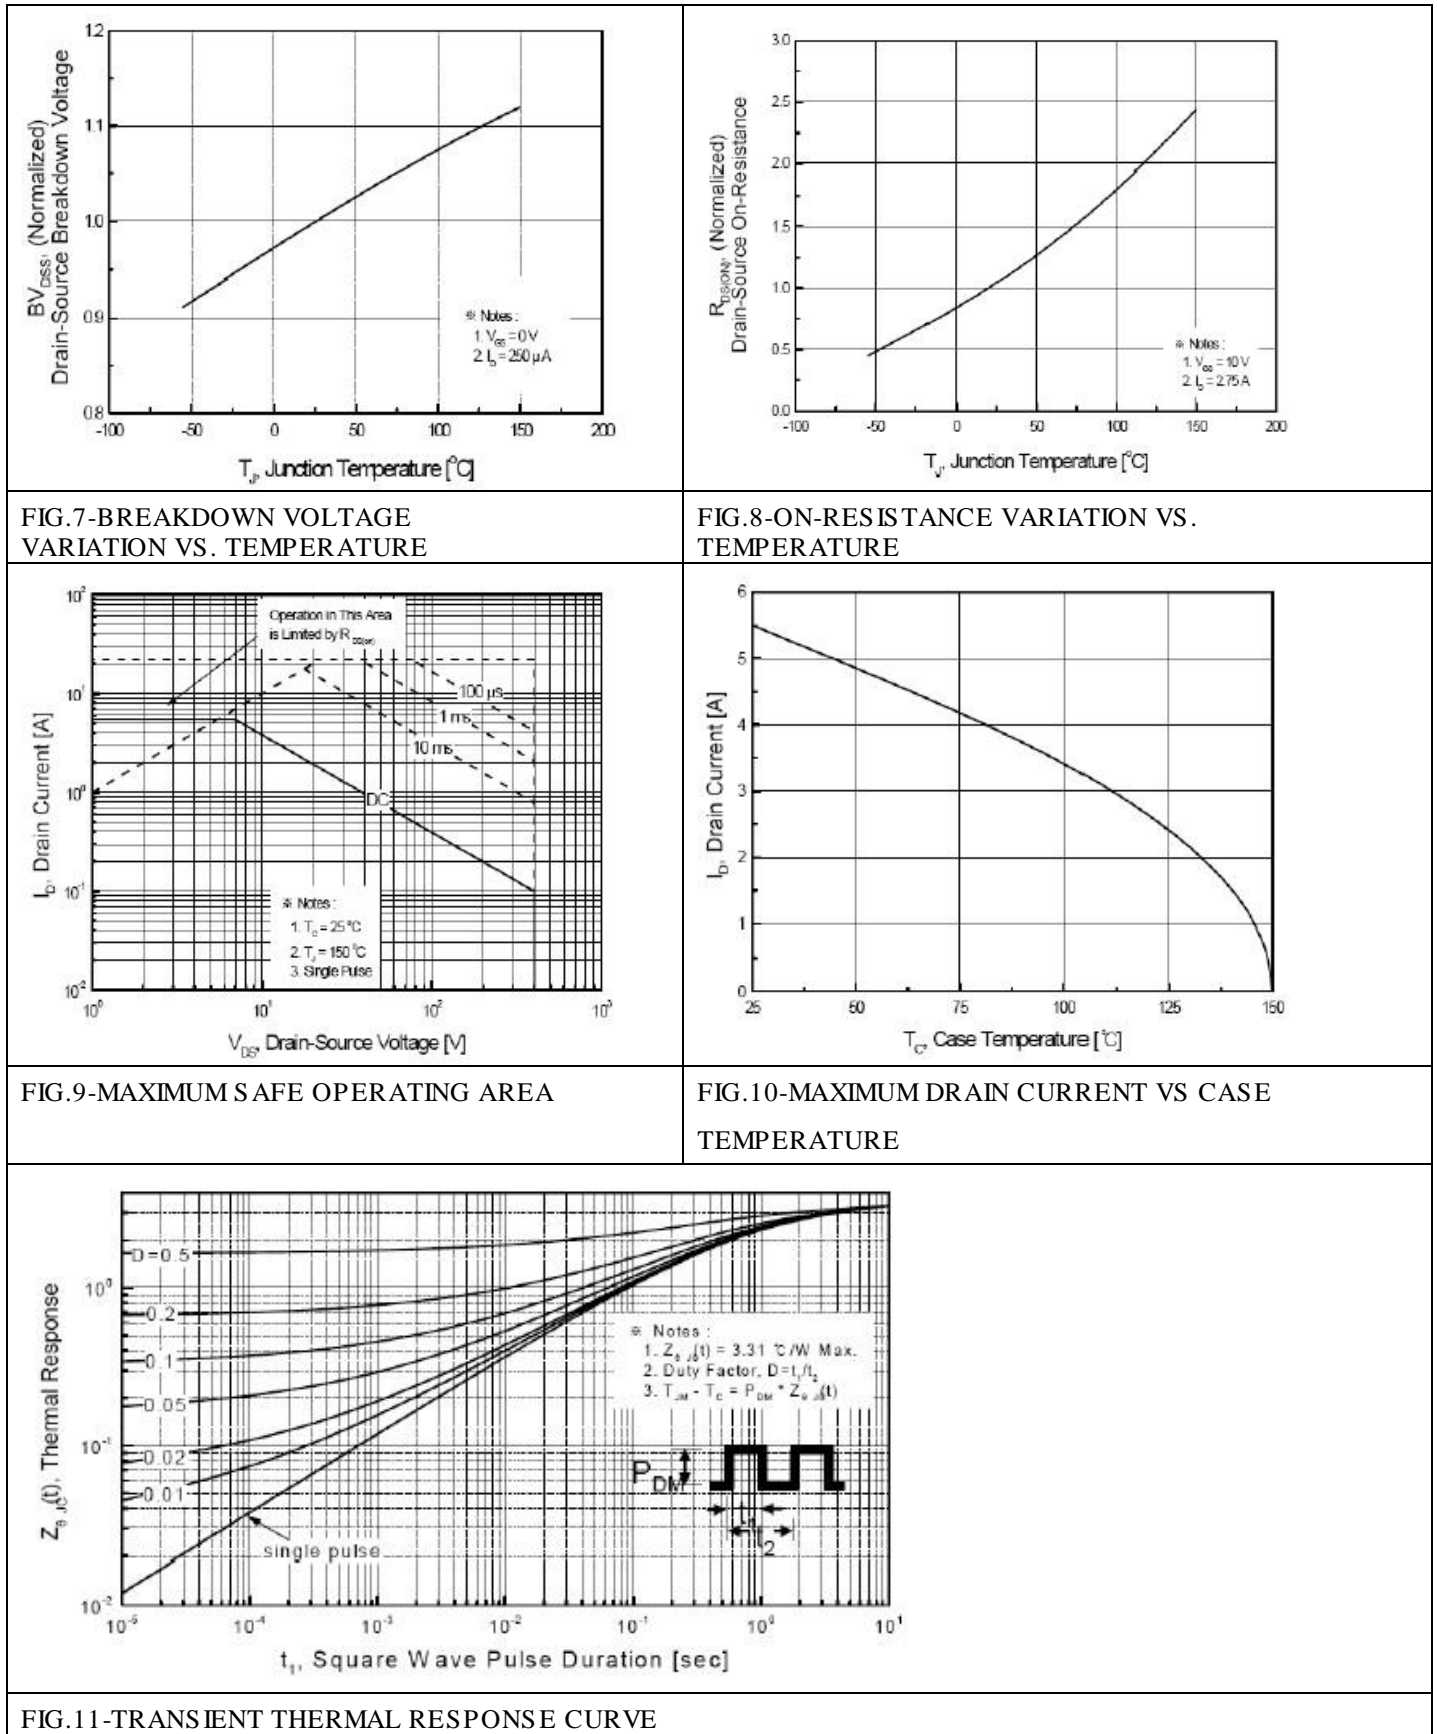 BV_DSS, (Normalized)
Drain-Source Breakdown Voltage
1.2
1.1
1.0
0.9
0.8
-100 -50 0 50 100 150 200
※ Notes :
1. V_GS = 0 V
2. I_D = 250 μA
T_J, Junction Temperature [°C]
R_DS(ON), (Normalized)
Drain-Source On-Resistance
3.0
2.5
2.0
1.5
1.0
0.5
0.0
-100 -50 0 50 100 150 200
※ Notes :
1. V_GS = 10 V
2. I_D = 2.75 A
T_J, Junction Temperature [°C]
FIG.7-BREAKDOWN VOLTAGE
VARIATION VS. TEMPERATURE
FIG.8-ON-RESISTANCE VARIATION VS.
TEMPERATURE
I_D, Drain Current [A]
10²
10¹
10⁰
10⁻¹
10⁻²
10⁰ 10¹ 10² 10³
Operation in This Area
is Limited by R_DS(on)
100 μs
1 ms
10 ms
DC
※ Notes :
1. T_C = 25 °C
2. T_J = 150 °C
3. Single Pulse
V_DS, Drain-Source Voltage [V]
I_D, Drain Current [A]
6
5
4
3
2
1
0
25 50 75 100 125 150
T_C, Case Temperature [℃]
FIG.9-MAXIMUM SAFE OPERATING AREA
FIG.10-MAXIMUM DRAIN CURRENT VS CASE
TEMPERATURE
Z_θJC(t), Thermal Response
10⁰
10⁻¹
10⁻²
D=0.5
0.2
0.1
0.05
0.02
0.01
single pulse
※ Notes :
1. Z_θJC(t) = 3.31 ℃/W Max.
2. Duty Factor, D=t₁/t₂
3. T_JM - T_C = P_DM * Z_θJC(t)
P_DM
t₁
t₂
10⁻⁵ 10⁻⁴ 10⁻³ 10⁻² 10⁻¹ 10⁰ 10¹
t₁, Square Wave Pulse Duration [sec]
FIG.11-TRANSIENT THERMAL RESPONSE CURVE